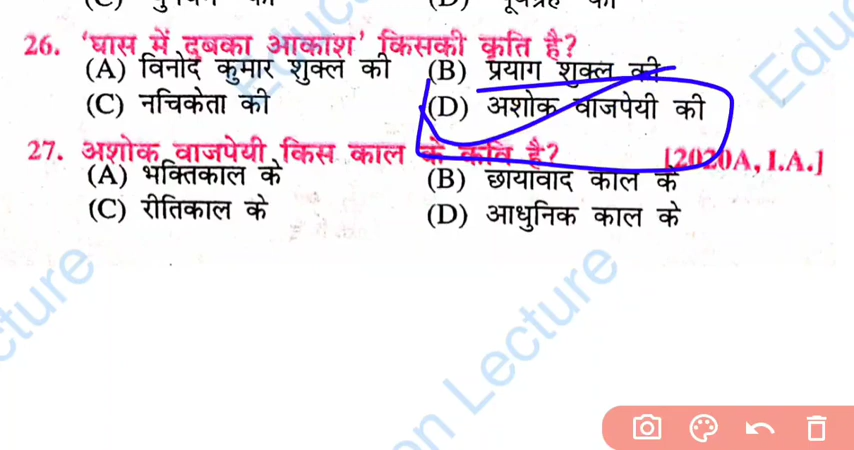 26. ‘घास में दुबका आकाश’ किसकी कृति है?
(A) विनोद कुमार शुक्ल की (B) प्रयाग शुक्ल की
(C) नचिकेता की (D) अशोक वाजपेयी की
27. अशोक वाजपेयी किस काल के कवि है? [2020A, I.A.]
(A) भक्तिकाल के (B) छायावाद काल के
(C) रीतिकाल के (D) आधुनिक काल के